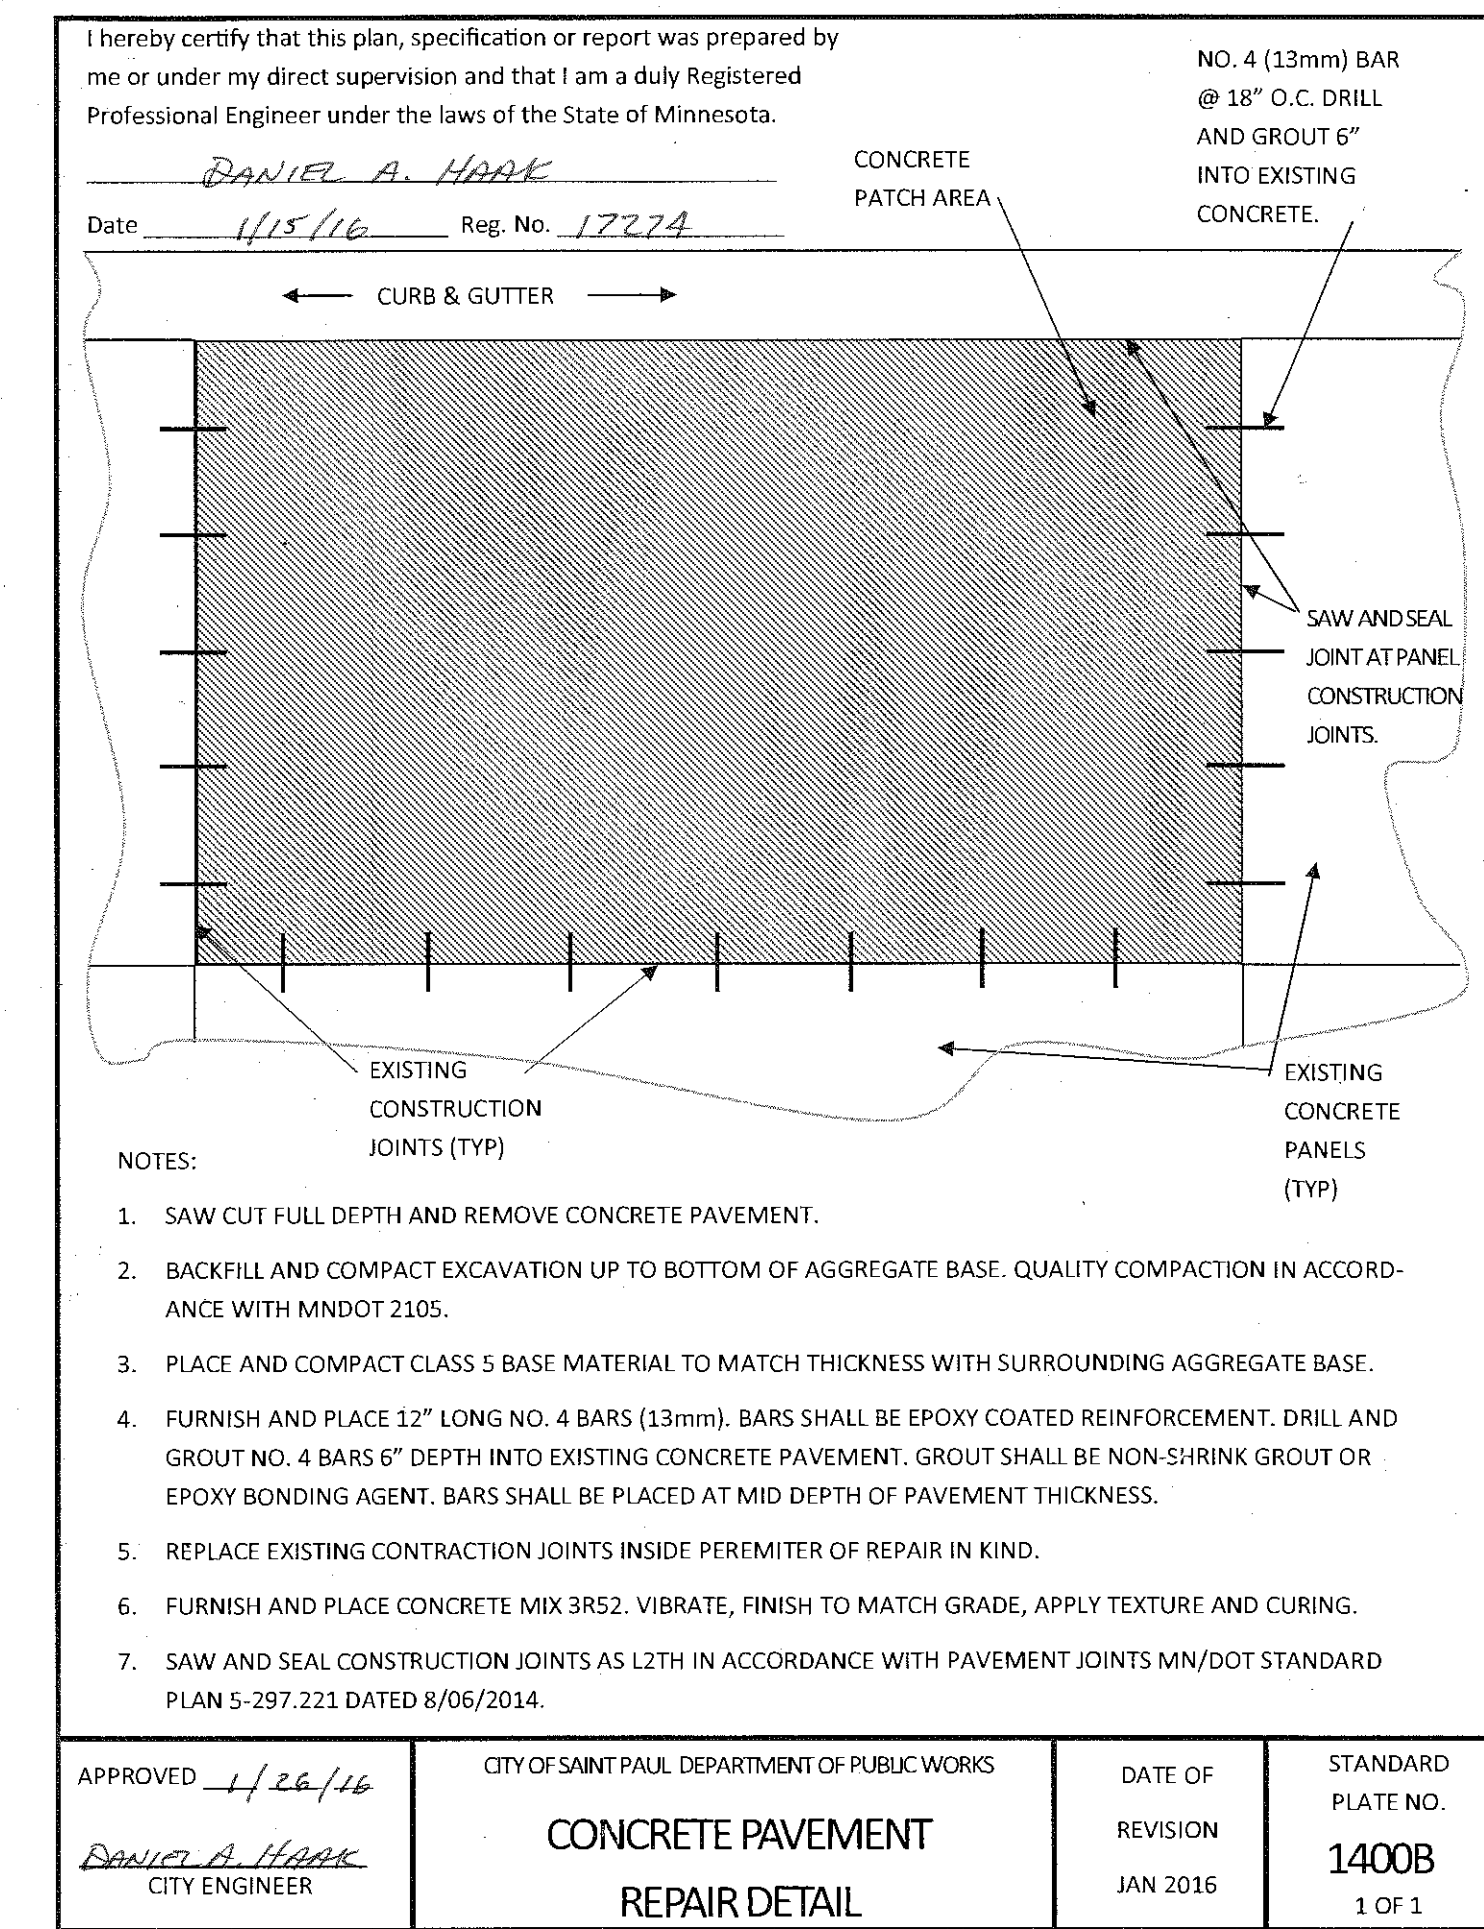 I hereby certify that this plan, specification or report was prepared by
me or under my direct supervision and that I am a duly Registered
Professional Engineer under the laws of the State of Minnesota.
DANIEL A. HAAK
Date 1/15/16 Reg. No. 17274
CONCRETE
PATCH AREA
NO. 4 (13mm) BAR
@ 18” O.C. DRILL
AND GROUT 6”
INTO EXISTING
CONCRETE.
CURB & GUTTER
SAW AND SEAL
JOINT AT PANEL
CONSTRUCTION
JOINTS.
EXISTING
CONSTRUCTION
JOINTS (TYP)
EXISTING
CONCRETE
PANELS
(TYP)
NOTES:
1. SAW CUT FULL DEPTH AND REMOVE CONCRETE PAVEMENT.
2. BACKFILL AND COMPACT EXCAVATION UP TO BOTTOM OF AGGREGATE BASE. QUALITY COMPACTION IN ACCORD-
ANCE WITH MNDOT 2105.
3. PLACE AND COMPACT CLASS 5 BASE MATERIAL TO MATCH THICKNESS WITH SURROUNDING AGGREGATE BASE.
4. FURNISH AND PLACE 12” LONG NO. 4 BARS (13mm). BARS SHALL BE EPOXY COATED REINFORCEMENT. DRILL AND
GROUT NO. 4 BARS 6” DEPTH INTO EXISTING CONCRETE PAVEMENT. GROUT SHALL BE NON-SHRINK GROUT OR
EPOXY BONDING AGENT. BARS SHALL BE PLACED AT MID DEPTH OF PAVEMENT THICKNESS.
5. REPLACE EXISTING CONTRACTION JOINTS INSIDE PEREMITER OF REPAIR IN KIND.
6. FURNISH AND PLACE CONCRETE MIX 3R52. VIBRATE, FINISH TO MATCH GRADE, APPLY TEXTURE AND CURING.
7. SAW AND SEAL CONSTRUCTION JOINTS AS L2TH IN ACCORDANCE WITH PAVEMENT JOINTS MN/DOT STANDARD
PLAN 5-297.221 DATED 8/06/2014.
APPROVED 1/26/16
DANIEL A. HAAK
CITY ENGINEER
CITY OF SAINT PAUL DEPARTMENT OF PUBLIC WORKS
CONCRETE PAVEMENT
REPAIR DETAIL
DATE OF
REVISION
JAN 2016
STANDARD
PLATE NO.
1400B
1 OF 1